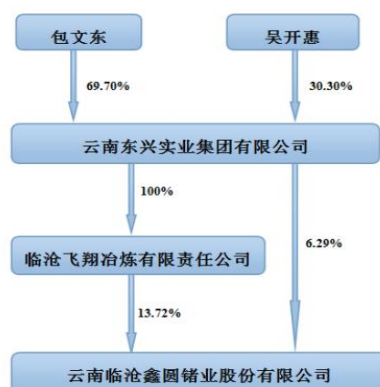 包文东
吴开惠
69.70%
30.30%
云南东兴实业集团有限公司
100%
6.29%
临沧飞翔冶炼有限责任公司
13.72%
云南临沧鑫圆锗业股份有限公司